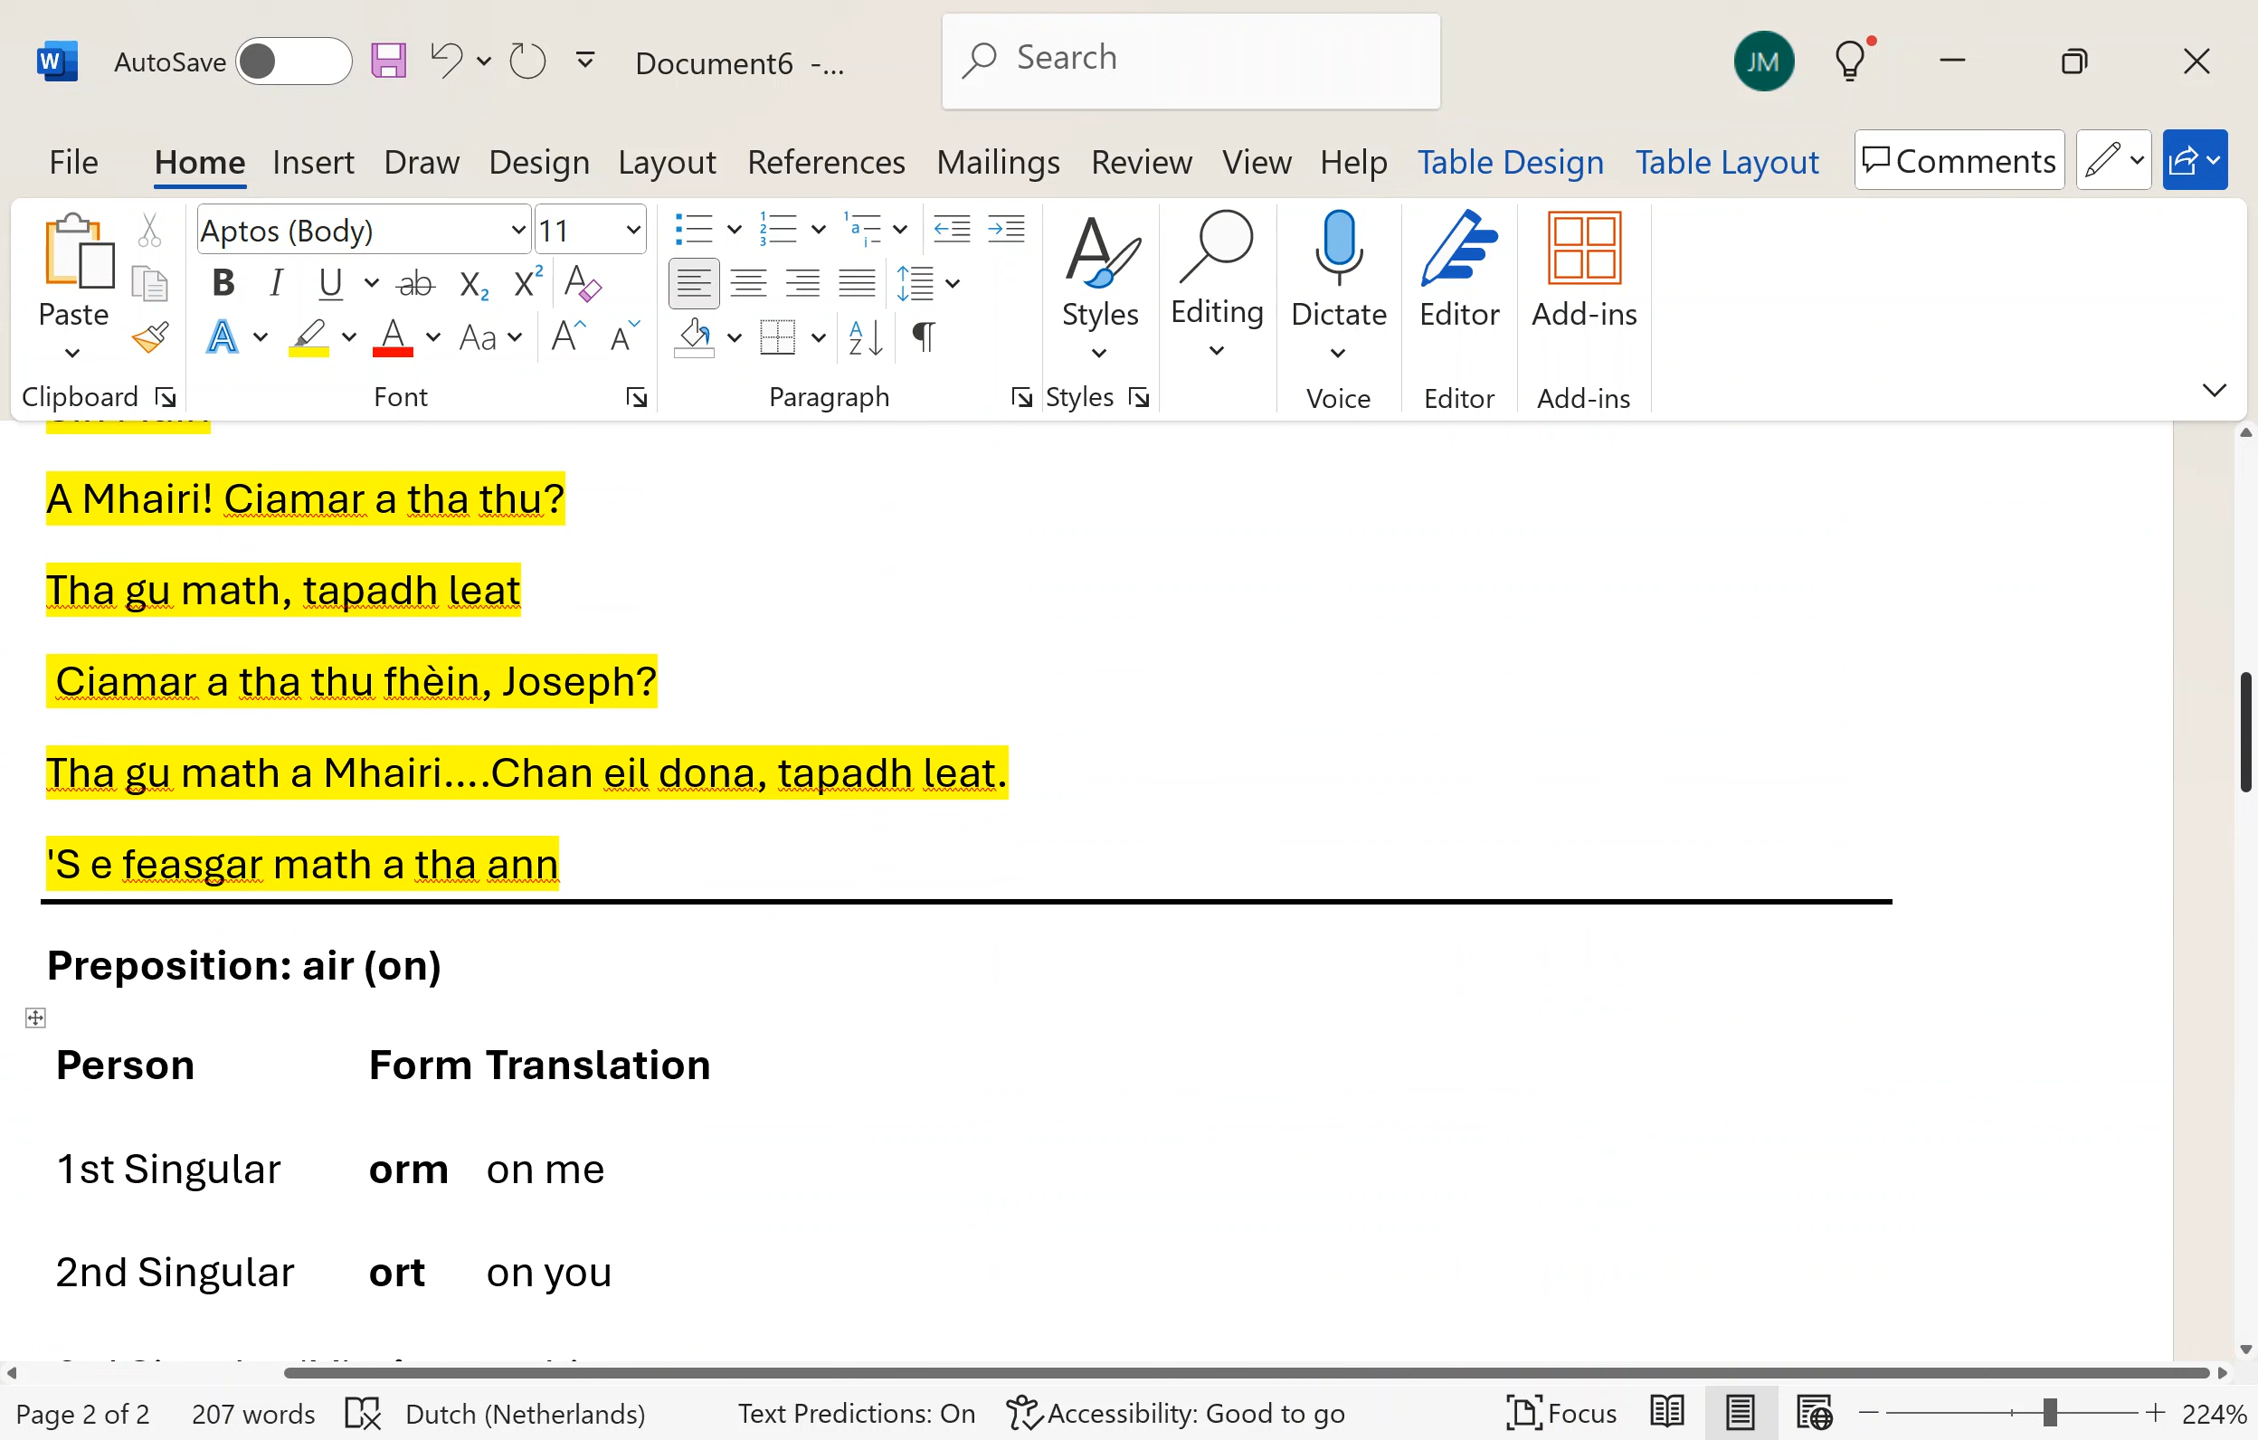 AutoSave
Document6 -...
Search
JM
File Home Insert Draw Design Layout References Mailings Review View Help Table Design Table Layout Comments
Paste
Aptos (Body) 11
Styles
Editing
Dictate
Editor
Add-ins
Clipboard Font Paragraph Styles Voice Editor Add-ins
A Mhairi! Ciamar a tha thu?
Tha gu math, tapadh leat
Ciamar a tha thu fhèin, Joseph?
Tha gu math a Mhairi....Chan eil dona, tapadh leat.
'S e feasgar math a tha ann
Preposition: air (on)
Person Form Translation
1st Singular orm on me
2nd Singular ort on you
Page 2 of 2 207 words Dutch (Netherlands) Text Predictions: On Accessibility: Good to go Focus 224%